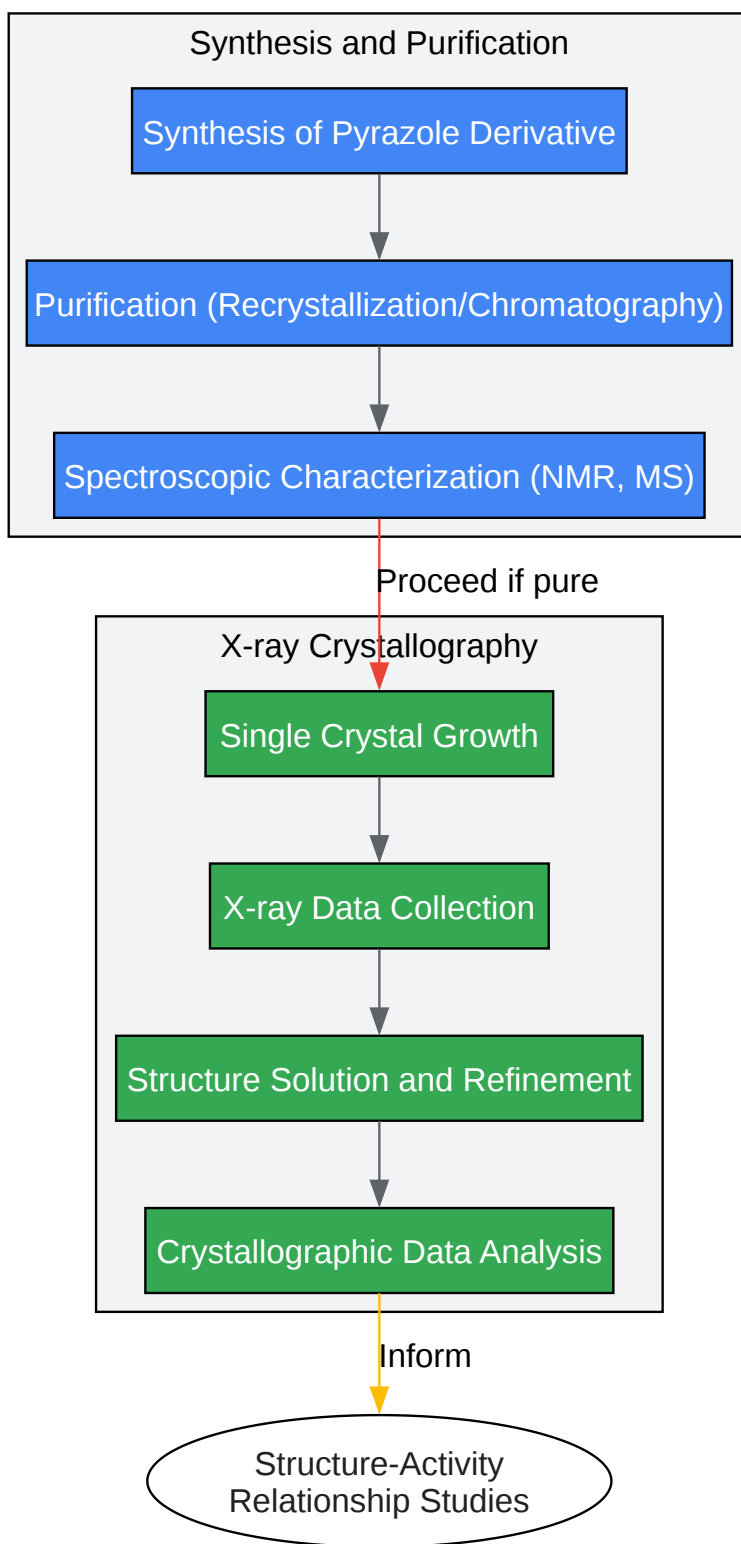 Synthesis and Purification
Synthesis of Pyrazole Derivative
Purification (Recrystallization/Chromatography)
Spectroscopic Characterization (NMR, MS)
Proceed if pure
X-ray Crystallography
Single Crystal Growth
X-ray Data Collection
Structure Solution and Refinement
Crystallographic Data Analysis
Inform
Structure-Activity
Relationship Studies